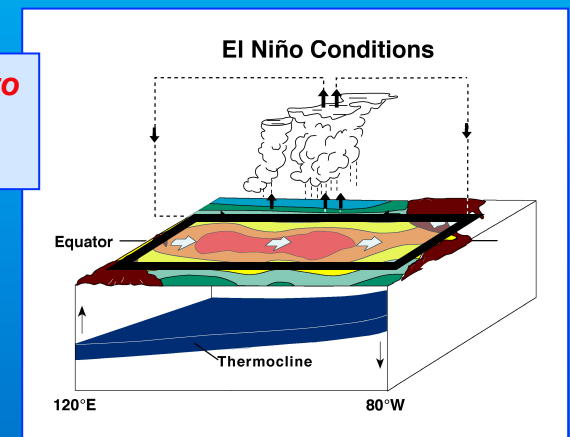 El Niño Conditions
Equator
Thermocline
120°E
80°W